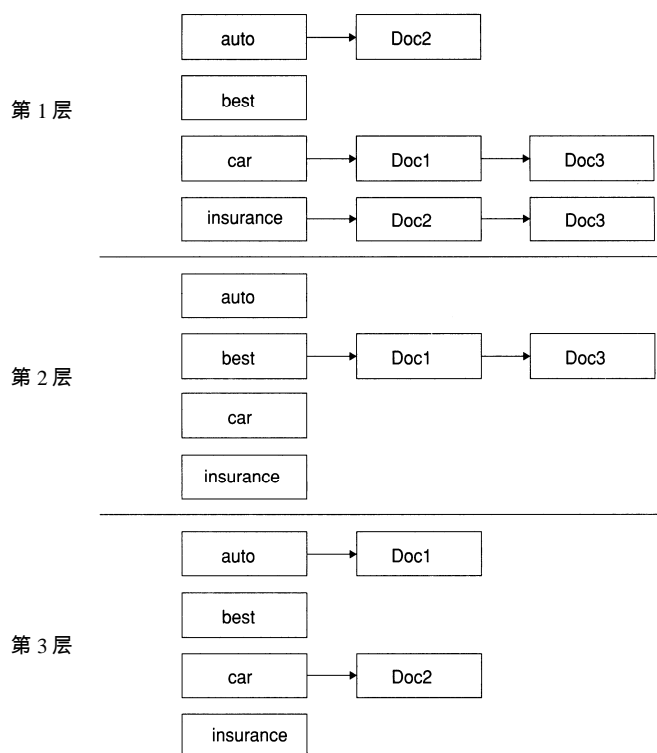 auto Doc2
best
第 1 层
car Doc1 Doc3
insurance Doc2 Doc3
auto
best Doc1 Doc3
第 2 层
car
insurance
auto Doc1
best
第 3 层
car Doc2
insurance